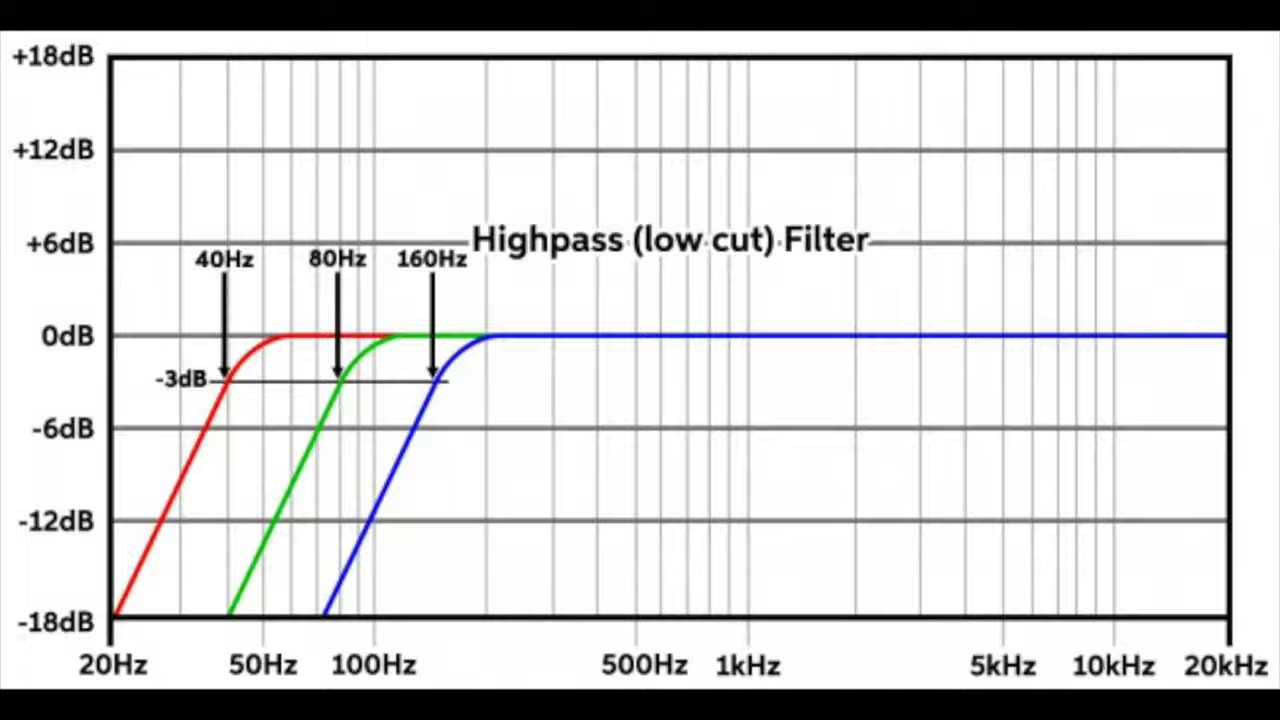 +18dB
+12dB
+6dB
Highpass (low cut) Filter
40Hz 80Hz 160Hz
0dB
-3dB
-6dB
-12dB
-18dB
20Hz 50Hz 100Hz 500Hz 1kHz 5kHz 10kHz 20kHz